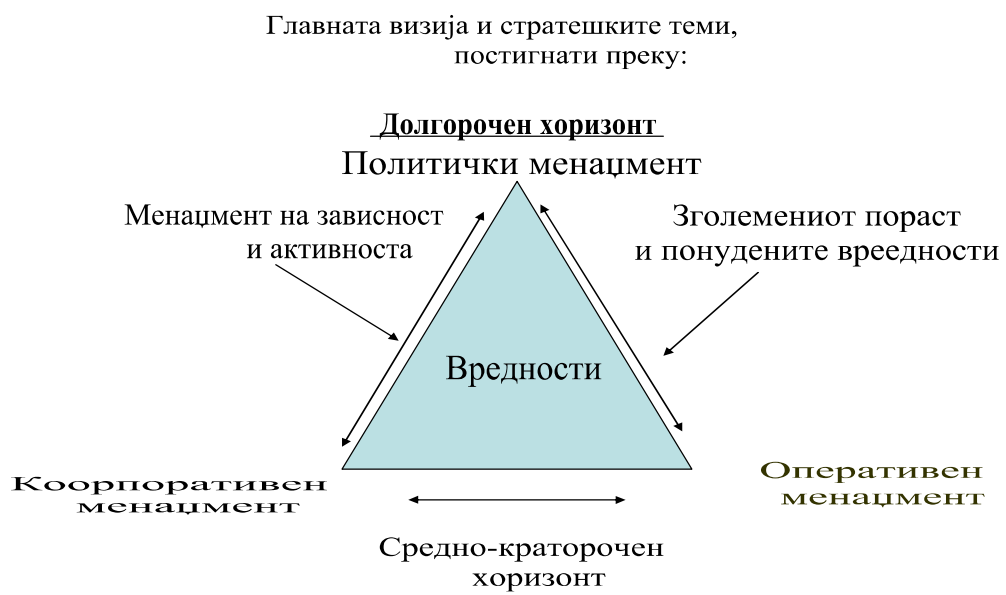 Главната визија и стратешките теми,
постигнати преку:
Долгорочен хоризонт
Политички менаџмент
Менаџмент на зависност
и активноста
Зголемениот пораст
и понудените вреедности
Вредности
Коорпоративен
менаџмент
Оперативен
менаџмент
Средно-краторочен
хоризонт